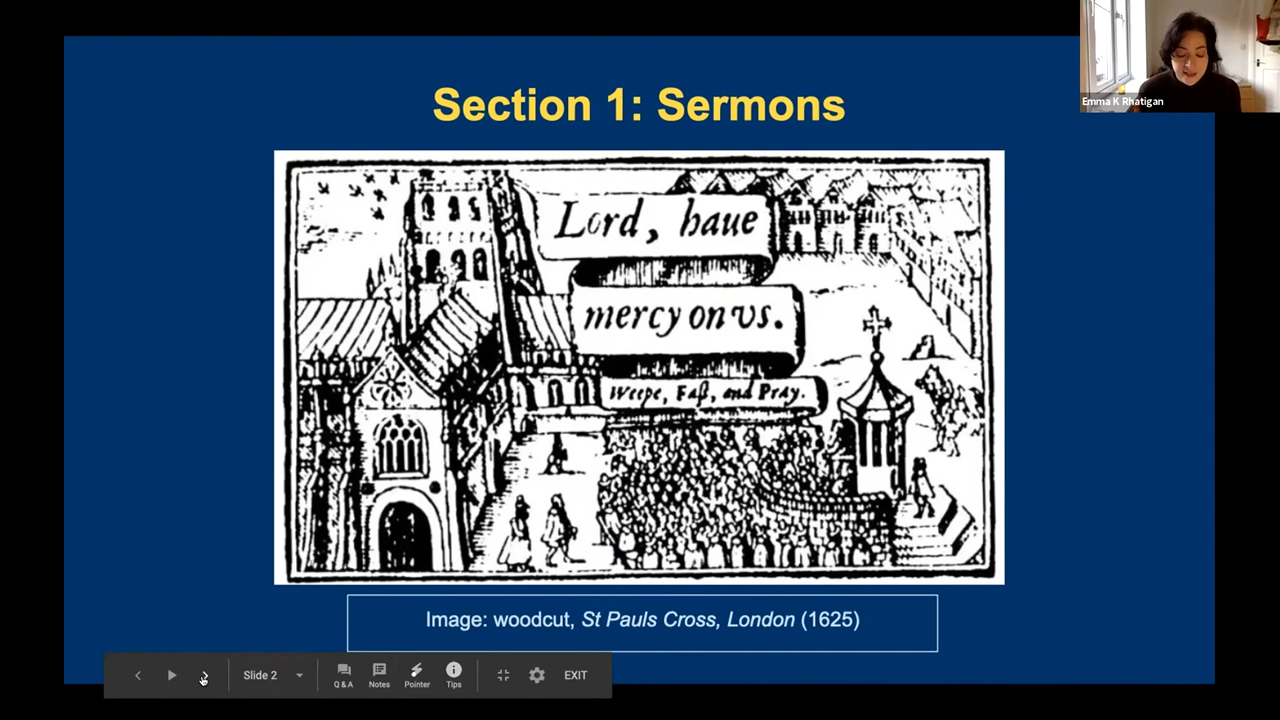 Emma K Rhatigan
Section 1: Sermons
Lord, haue
mercy on vs.
Weepe, Faſt, and Pray.
Image: woodcut, St Pauls Cross, London (1625)
Slide 2
Q & A
Notes
Pointer
Tips
EXIT